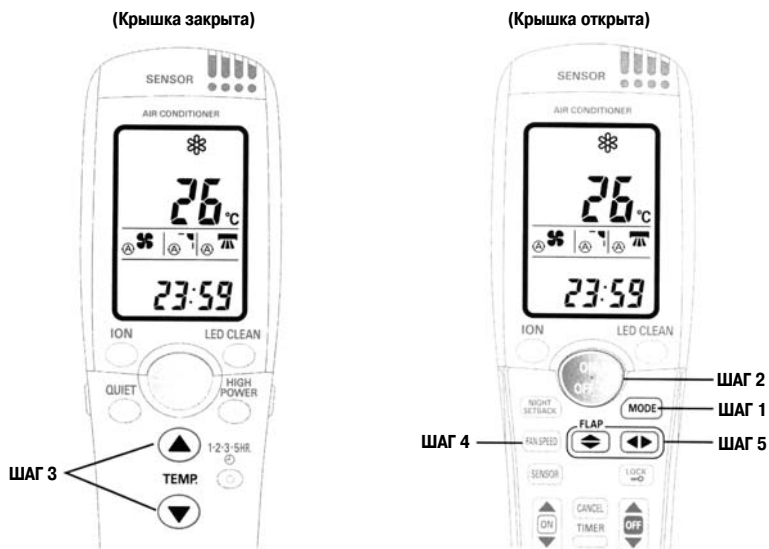 (Крышка закрыта)
SENSOR
AIR CONDITIONER
26 °C
A A A
23:59
ION LED CLEAN
QUIET HIGH POWER
1·2·3·5HR.
TEMP.
ШАГ 3
(Крышка открыта)
SENSOR
AIR CONDITIONER
26 °C
A A A
23:59
ION LED CLEAN
ON
OFF
ШАГ 2
NIGHT SETBACK
MODE
ШАГ 1
FLAP
ШАГ 4
FAN SPEED
ШАГ 5
SENSOR
LOCK
ON
CANCEL
TIMER
OFF